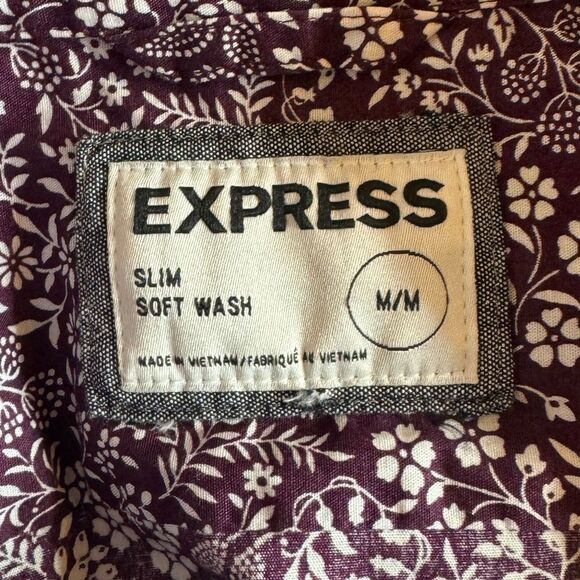 EXPRESS
SLIM
SOFT WASH
M/M
MADE IN VIETNAM/FABRIQUÉ AU VIETNAM